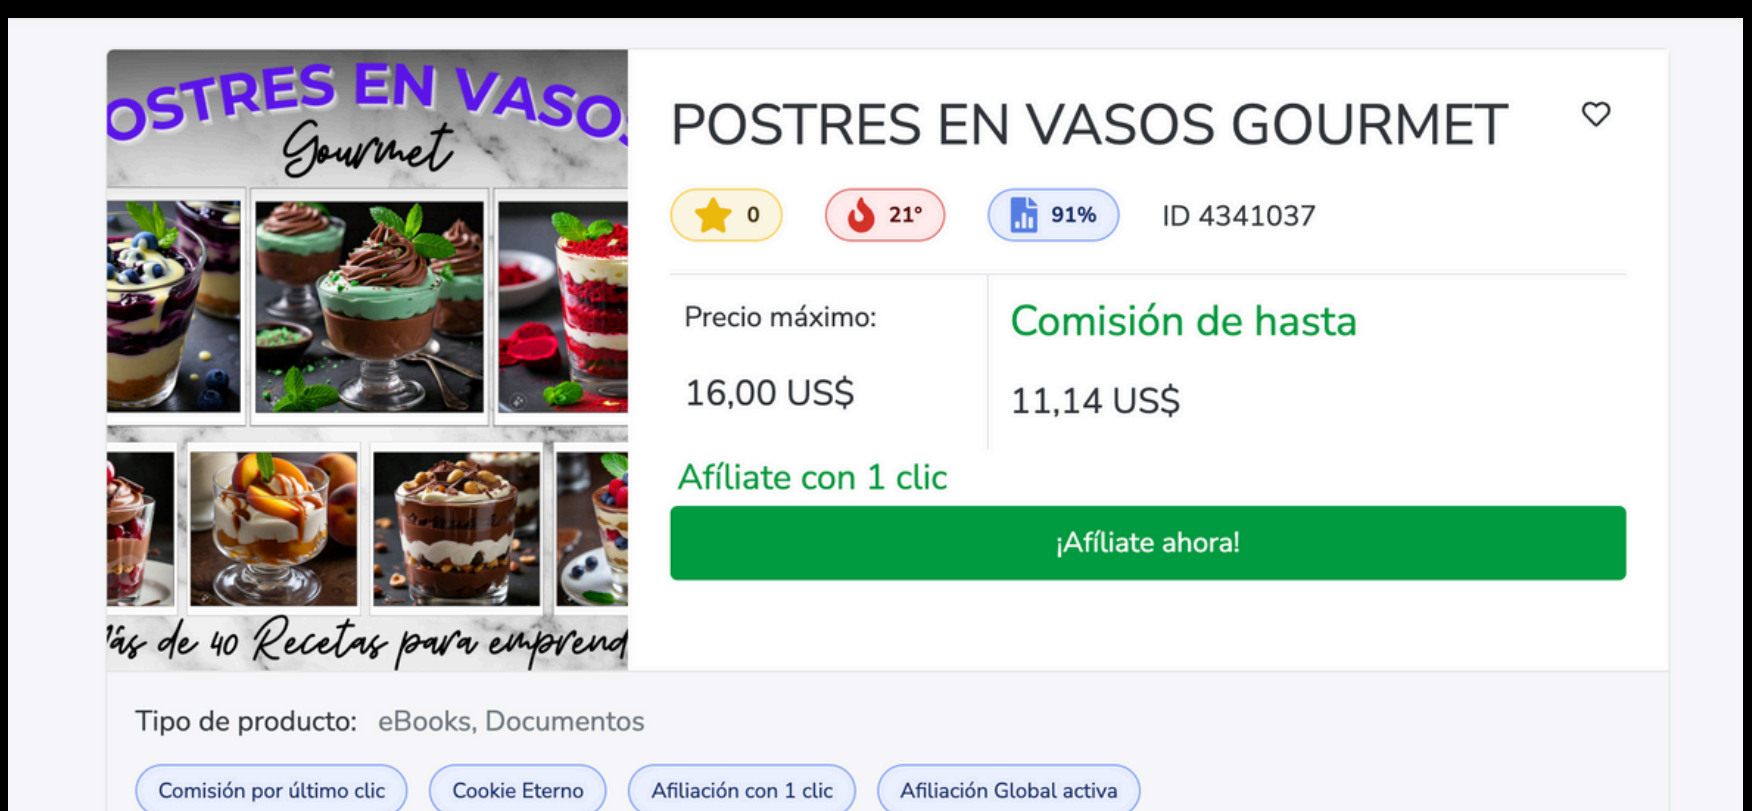 OSTRES EN VASOS
Gourmet
ás de 40 Recetas para emprend
POSTRES EN VASOS GOURMET
0
21°
91%
ID 4341037
Precio máximo:
16,00 US$
Comisión de hasta
11,14 US$
Afíliate con 1 clic
¡Afíliate ahora!
Tipo de producto: eBooks, Documentos
Comisión por último clic
Cookie Eterno
Afiliación con 1 clic
Afiliación Global activa